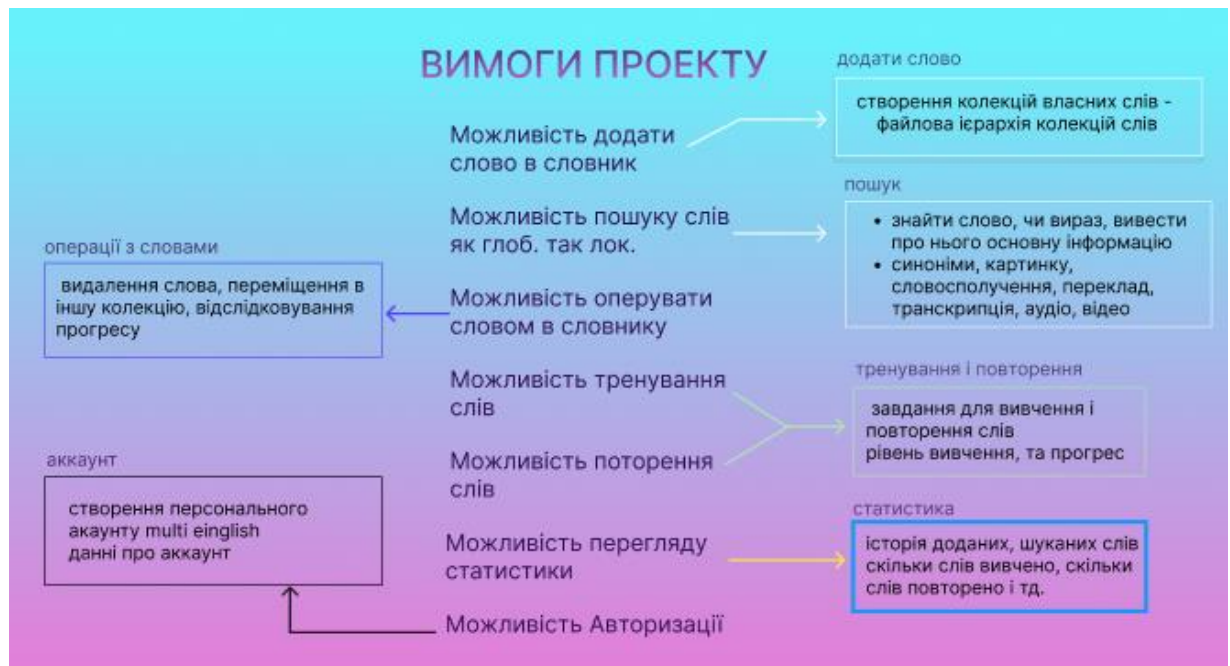 ВИМОГИ ПРОЕКТУ
Можливість додати
слово в словник
Можливість пошуку слів
як глоб. так лок.
Можливість оперувати
словом в словнику
Можливість тренування
слів
Можливість поторення
слів
Можливість перегляду
статистики
Можливість Авторизації
додати слово
створення колекцій власних слів -
файлова ієрархія колекцій слів
пошук
• знайти слово, чи вираз, вивести
про нього основну інформацію
• синоніми, картинку,
словосполучення, переклад,
транскрипція, аудіо, відео
операції з словами
видалення слова, переміщення в
іншу колекцію, відслідковування
прогресу
тренування і повторення
завдання для вивчення і
повторення слів
рівень вивчення, та прогрес
аккаунт
створення персонального
акаунту multi einglish
данні про аккаунт
статистика
історія доданих, шуканих слів
скільки слів вивчено, скільки
слів повторено і тд.